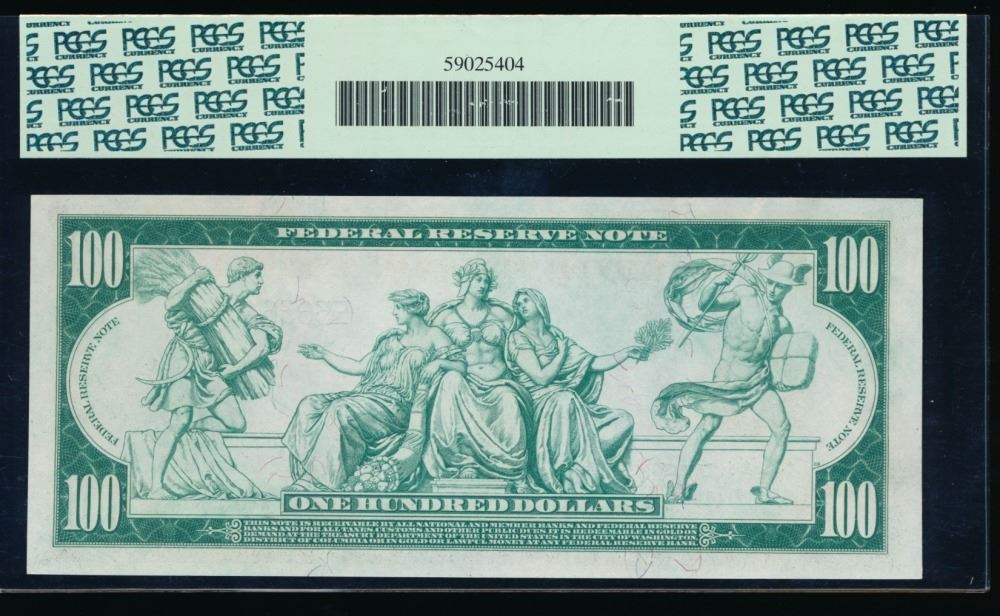 PCGS CURRENCY
59025404
FEDERAL RESERVE NOTE
100
100
FEDERAL RESERVE NOTE
FEDERAL RESERVE NOTE
100
100
ONE HUNDRED DOLLARS
THIS NOTE IS RECEIVABLE BY ALL NATIONAL AND MEMBER BANKS AND FEDERAL RESERVE
BANKS AND FOR ALL TAXES, CUSTOMS AND OTHER PUBLIC DUES. IT IS REDEEMABLE IN GOLD ON
DEMAND AT THE TREASURY DEPARTMENT OF THE UNITED STATES IN THE CITY OF WASHINGTON,
DISTRICT OF COLUMBIA OR IN GOLD OR LAWFUL MONEY AT ANY FEDERAL RESERVE BANK.